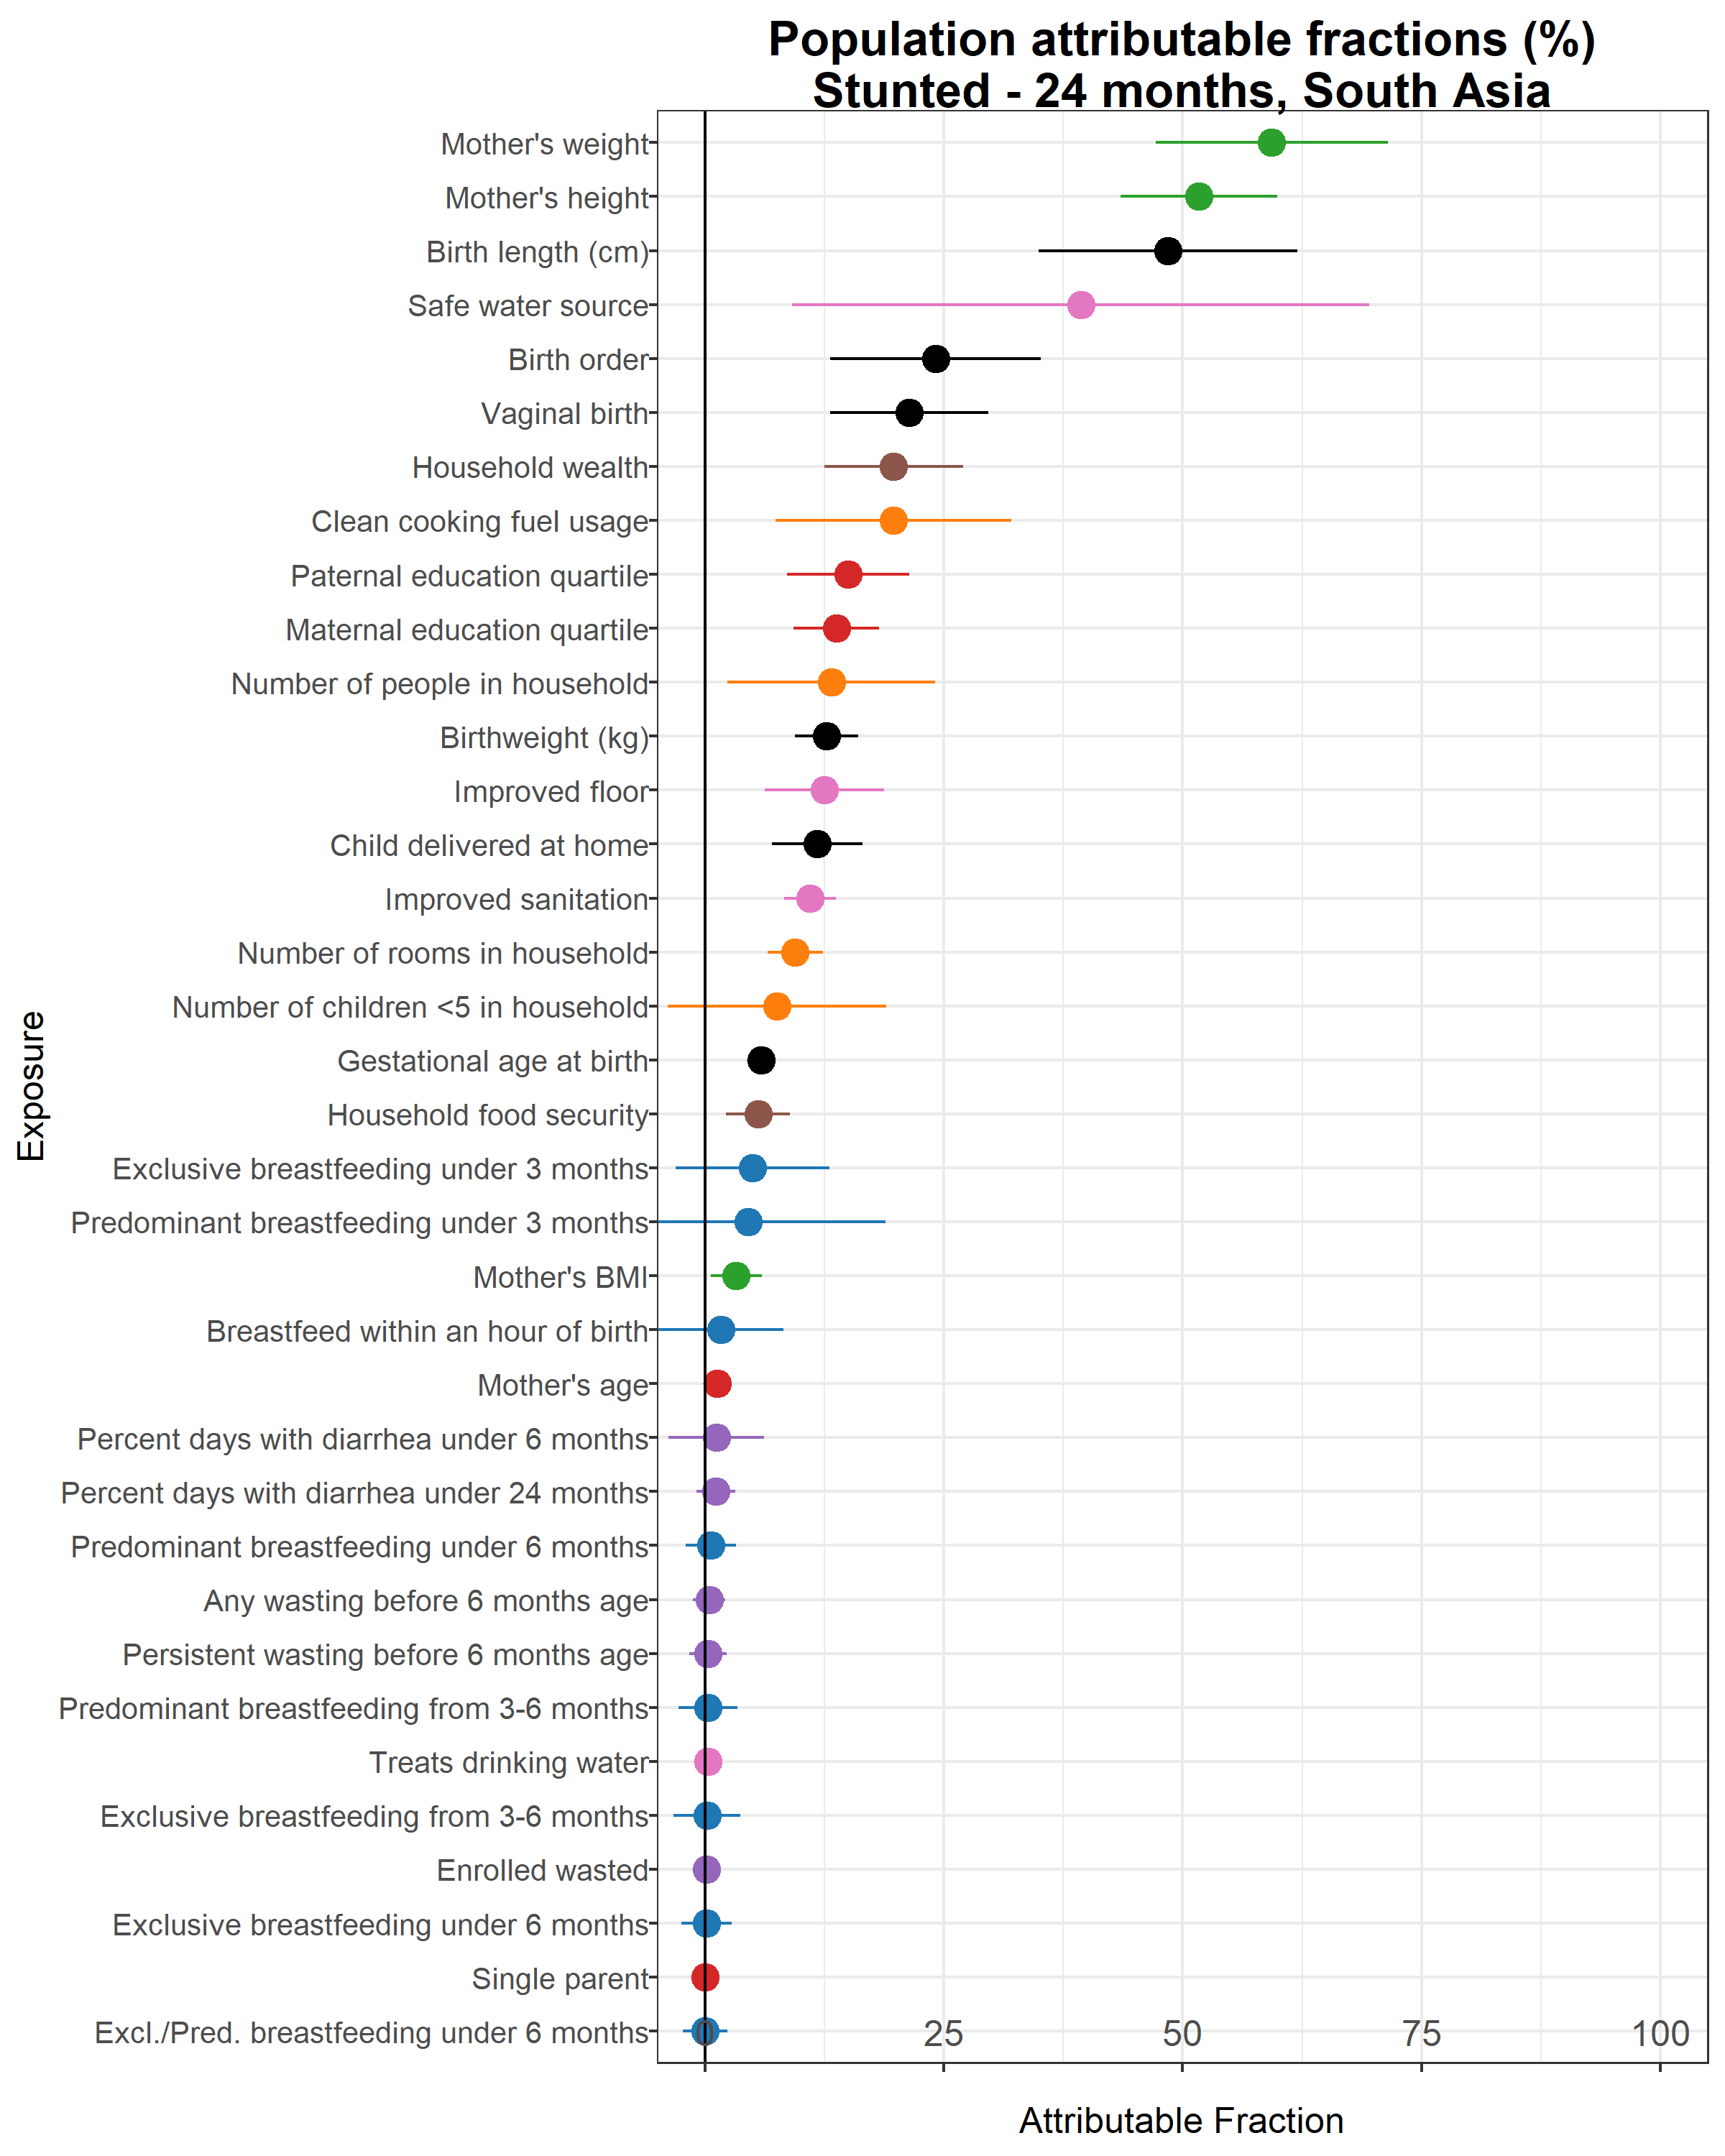 Population attributable fractions (%)
Stunted - 24 months, South Asia
Mother's weight
Mother's height
Birth length (cm)
Safe water source
Birth order
Vaginal birth
Household wealth
Clean cooking fuel usage
Paternal education quartile
Maternal education quartile
Number of people in household
Birthweight (kg)
Improved floor
Child delivered at home
Improved sanitation
Number of rooms in household
Number of children <5 in household
Gestational age at birth
Household food security
Exclusive breastfeeding under 3 months
Predominant breastfeeding under 3 months
Mother's BMI
Breastfeed within an hour of birth
Mother's age
Percent days with diarrhea under 6 months
Percent days with diarrhea under 24 months
Predominant breastfeeding under 6 months
Any wasting before 6 months age
Persistent wasting before 6 months age
Predominant breastfeeding from 3-6 months
Treats drinking water
Exclusive breastfeeding from 3-6 months
Enrolled wasted
Exclusive breastfeeding under 6 months
Single parent
Excl./Pred. breastfeeding under 6 months
Exposure
0 25 50 75 100
Attributable Fraction